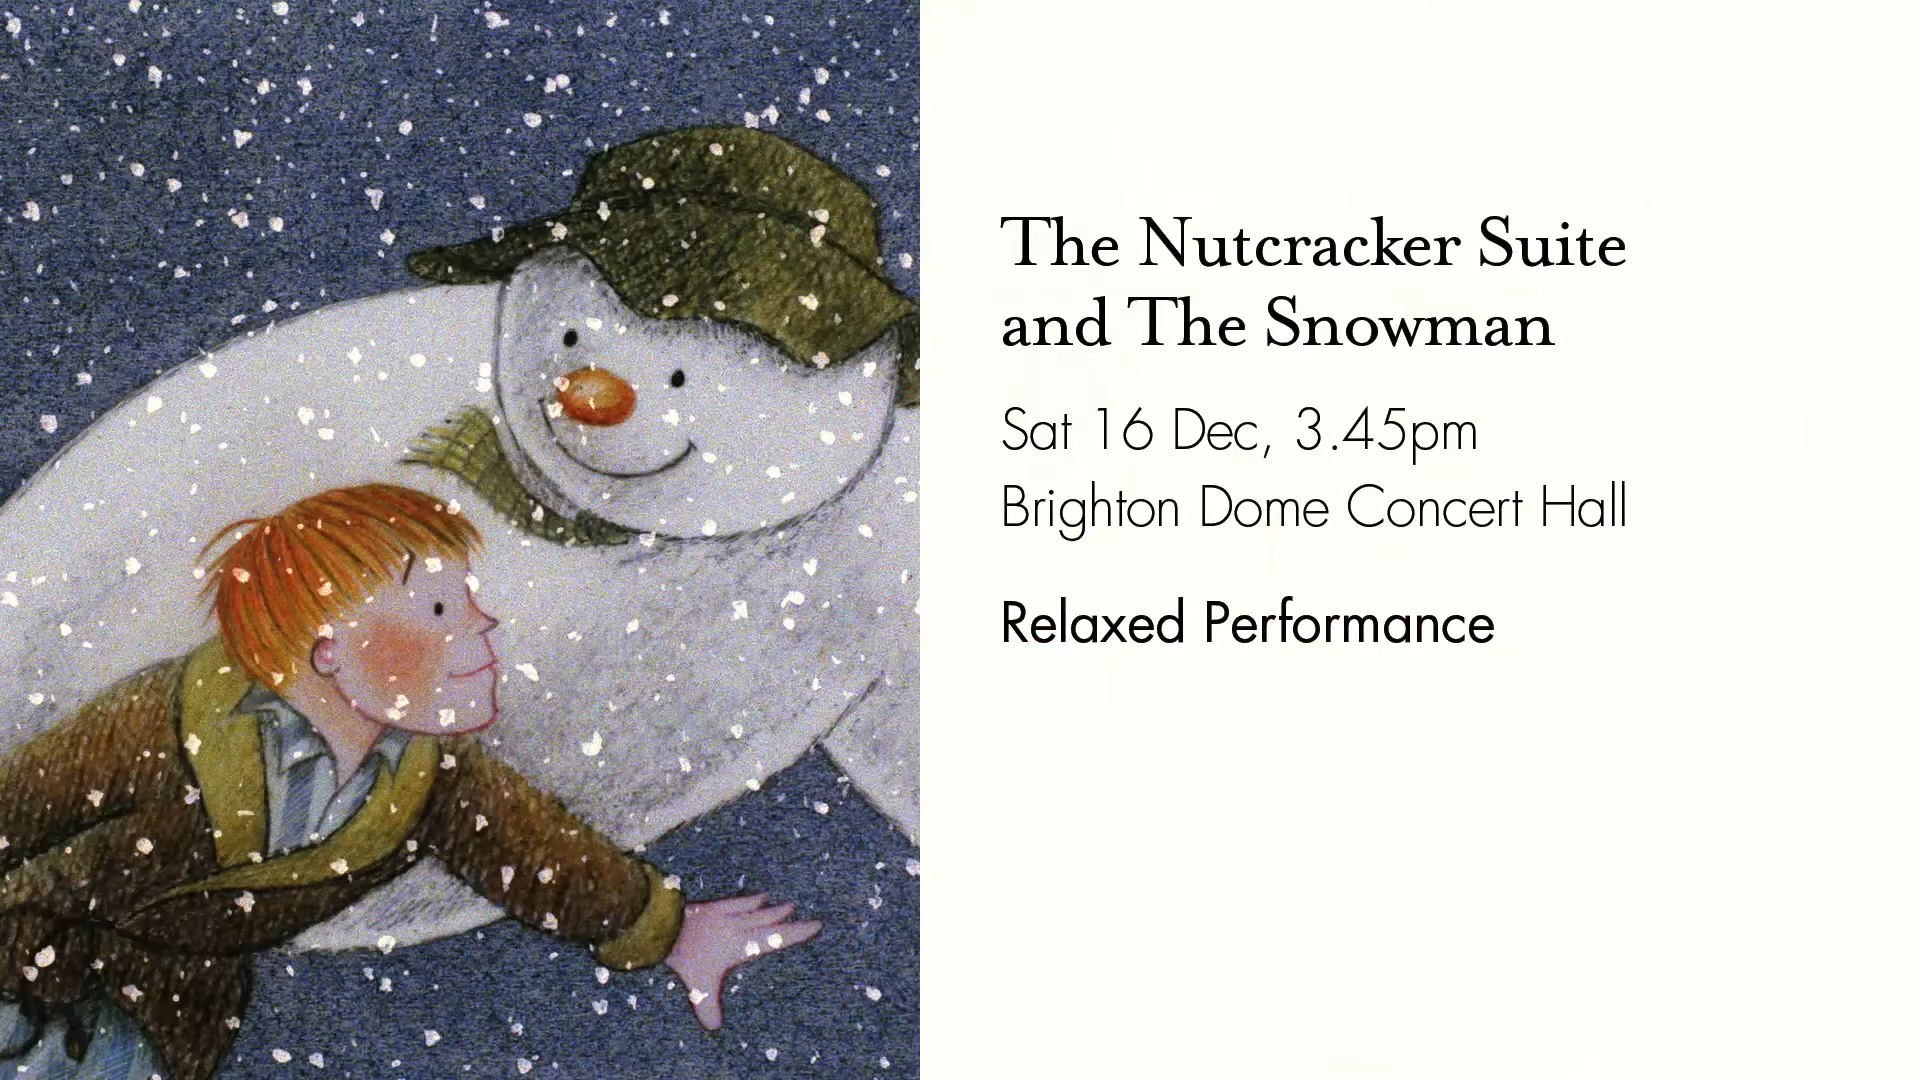 The Nutcracker Suite
and The Snowman
Sat 16 Dec, 3.45pm
Brighton Dome Concert Hall
Relaxed Performance